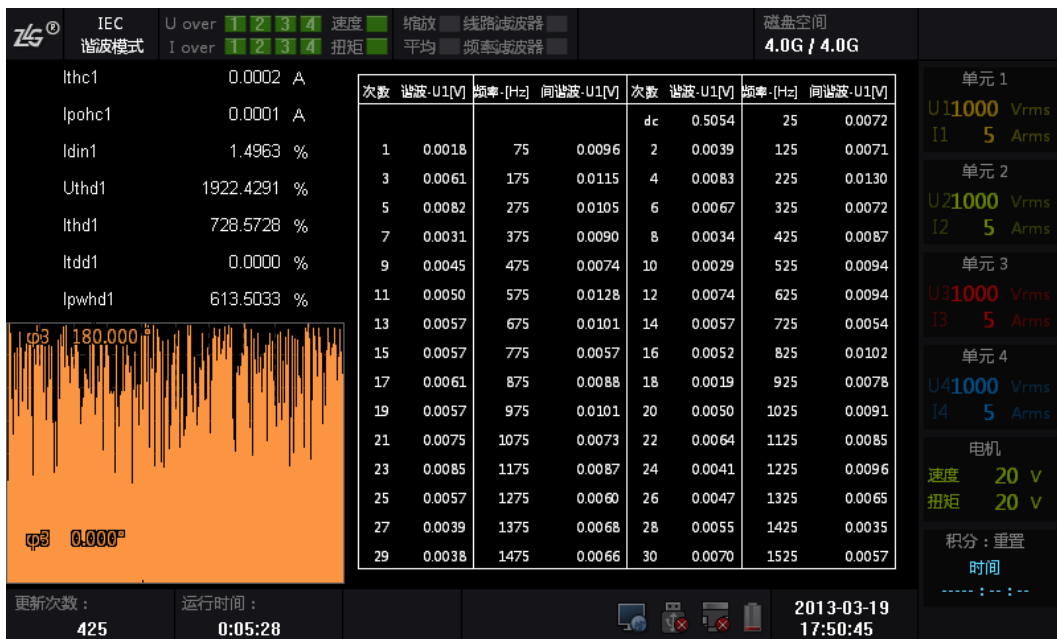 ZLG® IEC U over 1 2 3 4 速度 缩放 线路滤波器 磁盘空间
谐波模式 I over 1 2 3 4 扭矩 平均 频率滤波器 4.0G / 4.0G
Ithc1 0.0002 A
Ipohc1 0.0001 A
Idin1 1.4963 %
Uthd1 1922.4291 %
Ithd1 728.5728 %
Itdd1 0.0000 %
Ipwhd1 613.5033 %
φ3 180.000°
φ3 0.000°
次数 谐波-U1[V] 频率-[Hz] 间谐波-U1[V] 次数 谐波-U1[V] 频率-[Hz] 间谐波-U1[V]
dc 0.5054 25 0.0072
1 0.0018 75 0.0096 2 0.0039 125 0.0071
3 0.0061 175 0.0115 4 0.0083 225 0.0130
5 0.0082 275 0.0105 6 0.0067 325 0.0072
7 0.0031 375 0.0090 8 0.0034 425 0.0087
9 0.0045 475 0.0074 10 0.0029 525 0.0094
11 0.0050 575 0.0128 12 0.0074 625 0.0094
13 0.0057 675 0.0101 14 0.0057 725 0.0054
15 0.0057 775 0.0057 16 0.0052 825 0.0102
17 0.0061 875 0.0088 18 0.0019 925 0.0078
19 0.0057 975 0.0101 20 0.0050 1025 0.0091
21 0.0075 1075 0.0073 22 0.0064 1125 0.0085
23 0.0085 1175 0.0087 24 0.0041 1225 0.0096
25 0.0057 1275 0.0060 26 0.0047 1325 0.0065
27 0.0039 1375 0.0068 28 0.0055 1425 0.0035
29 0.0038 1475 0.0066 30 0.0070 1525 0.0057
单元 1
U1 1000 Vrms
I1 5 Arms
单元 2
U2 1000 Vrms
I2 5 Arms
单元 3
U3 1000 Vrms
I3 5 Arms
单元 4
U4 1000 Vrms
I4 5 Arms
电机
速度 20 V
扭矩 20 V
积分：重置
时间
-----:--:--
更新次数： 运行时间： 2013-03-19
425 0:05:28 17:50:45